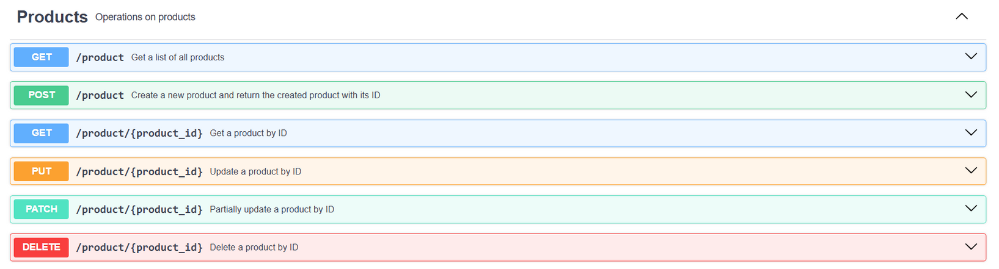 Products Operations on products
GET /product Get a list of all products
POST /product Create a new product and return the created product with its ID
GET /product/{product_id} Get a product by ID
PUT /product/{product_id} Update a product by ID
PATCH /product/{product_id} Partially update a product by ID
DELETE /product/{product_id} Delete a product by ID